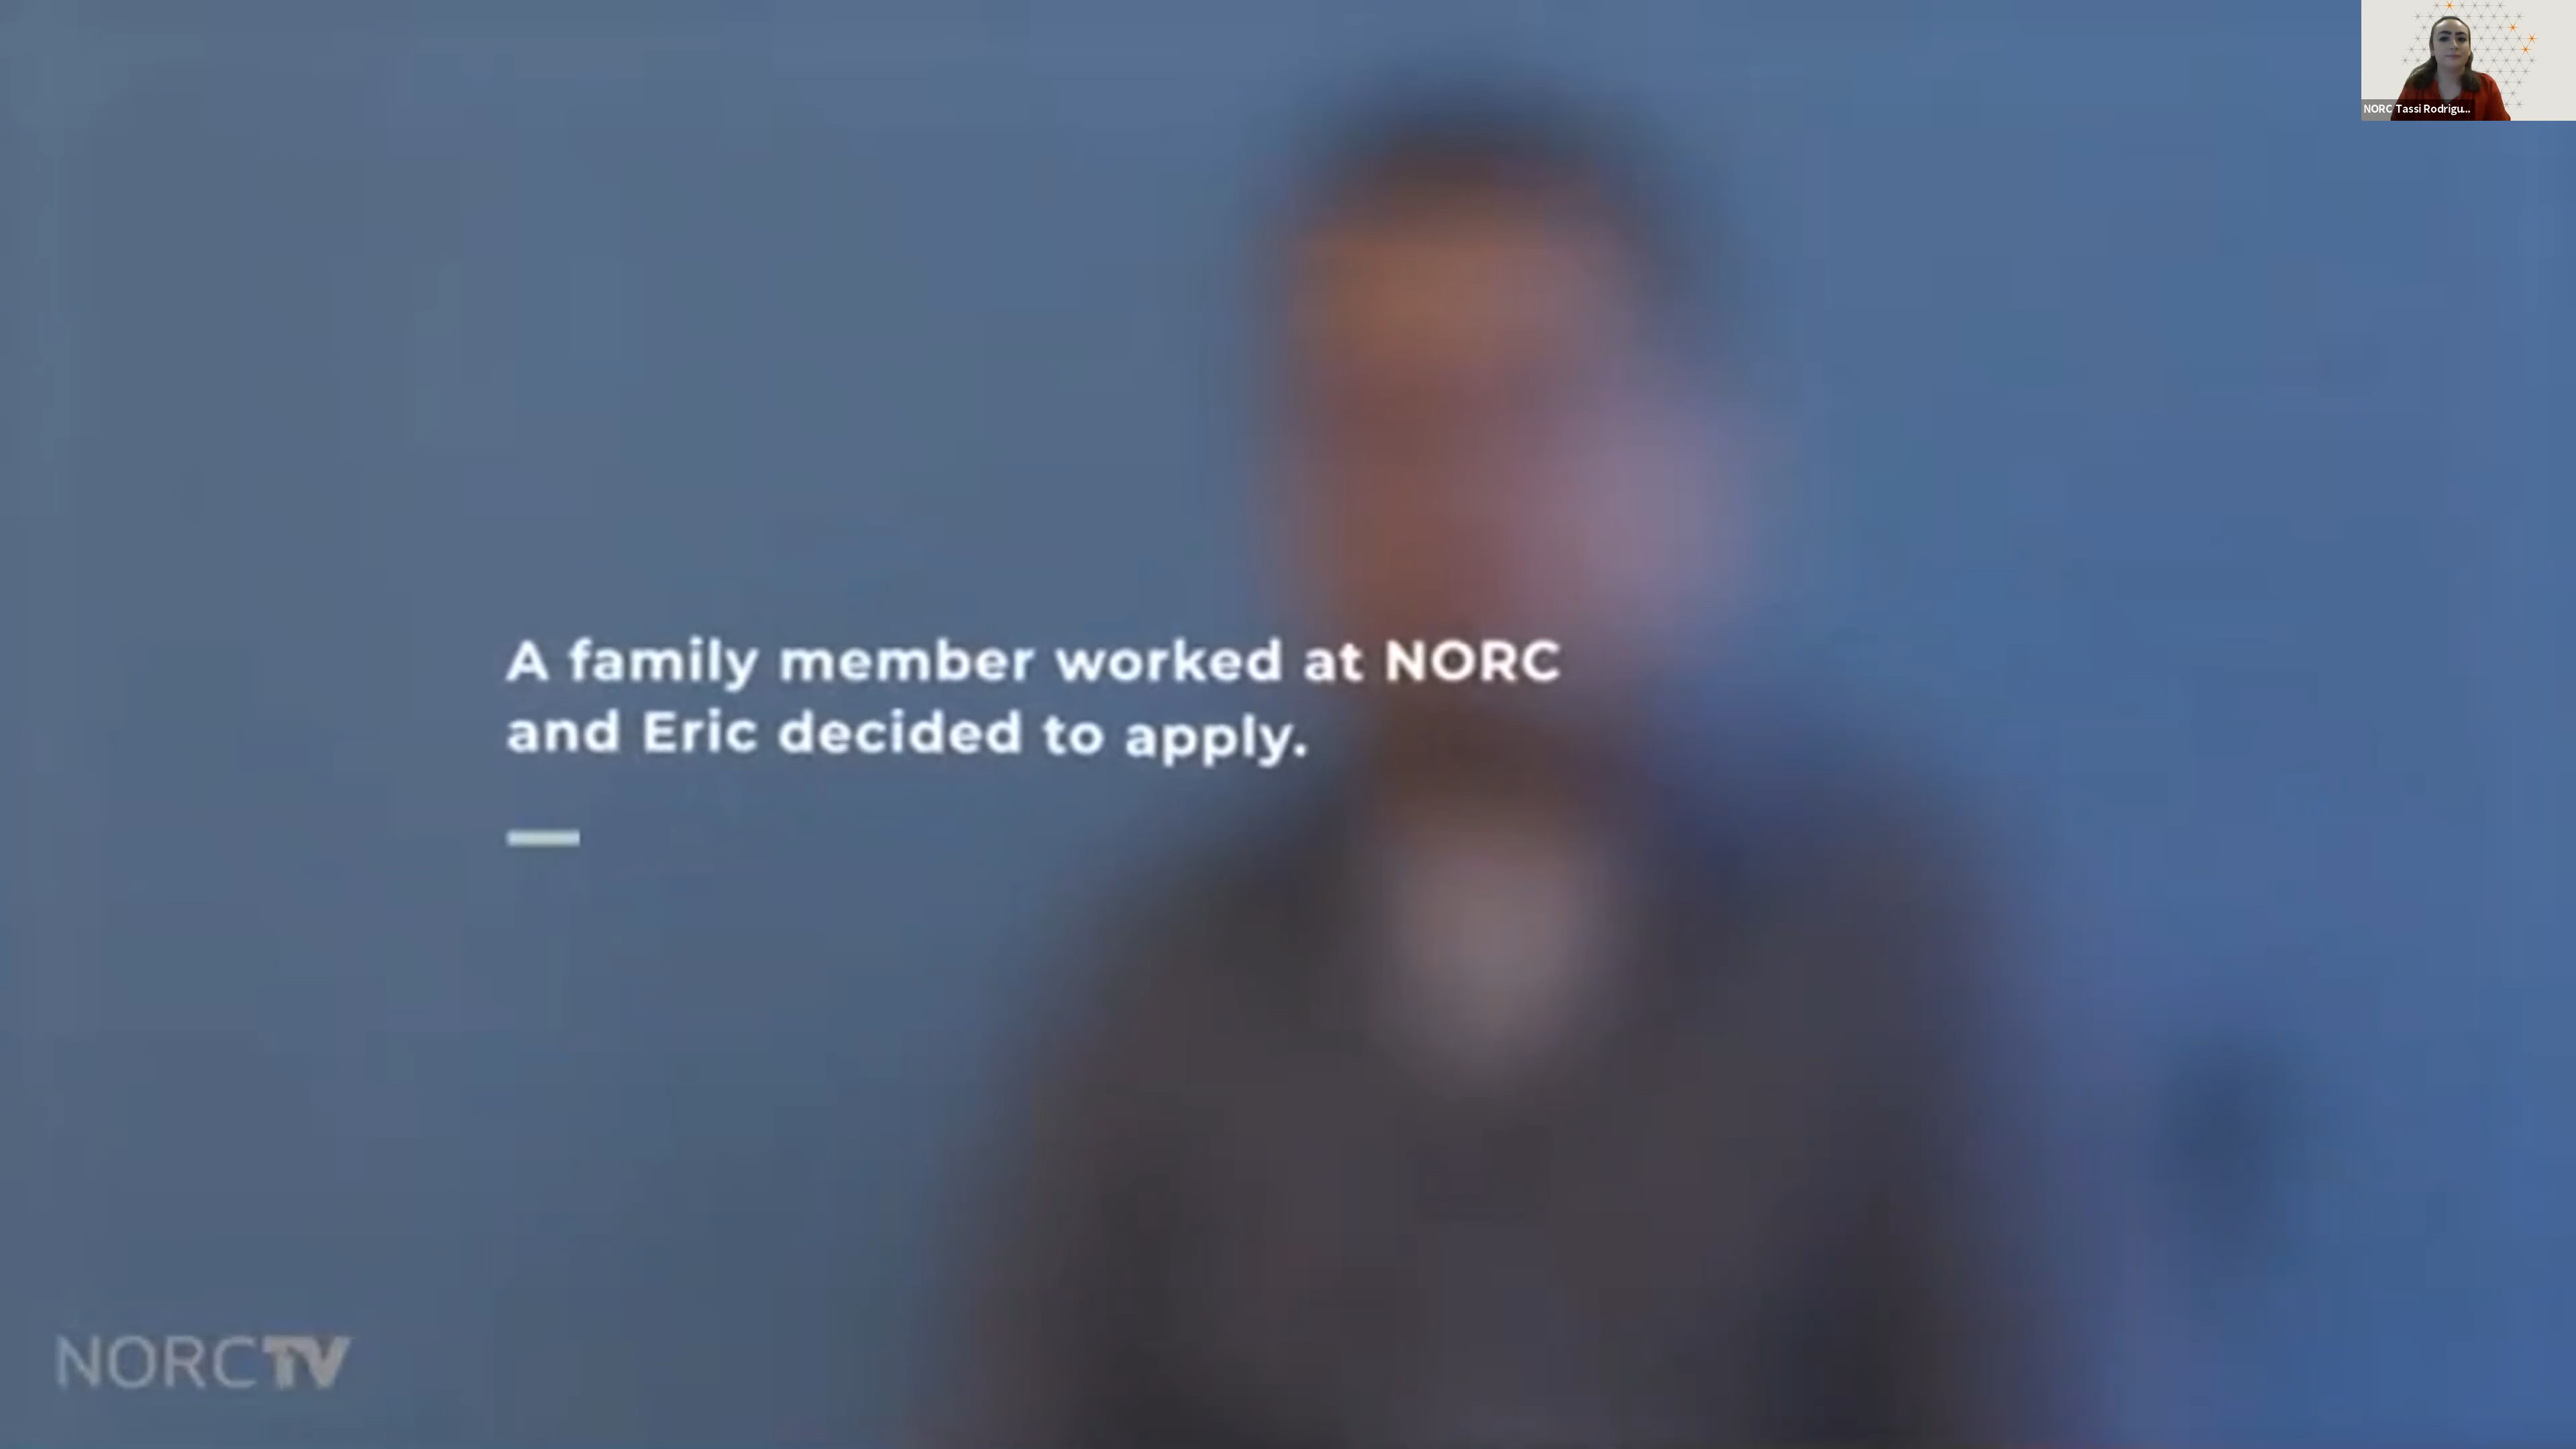 NORC Tassi Rodrigu...
A family member worked at NORC
and Eric decided to apply.
NORCTV